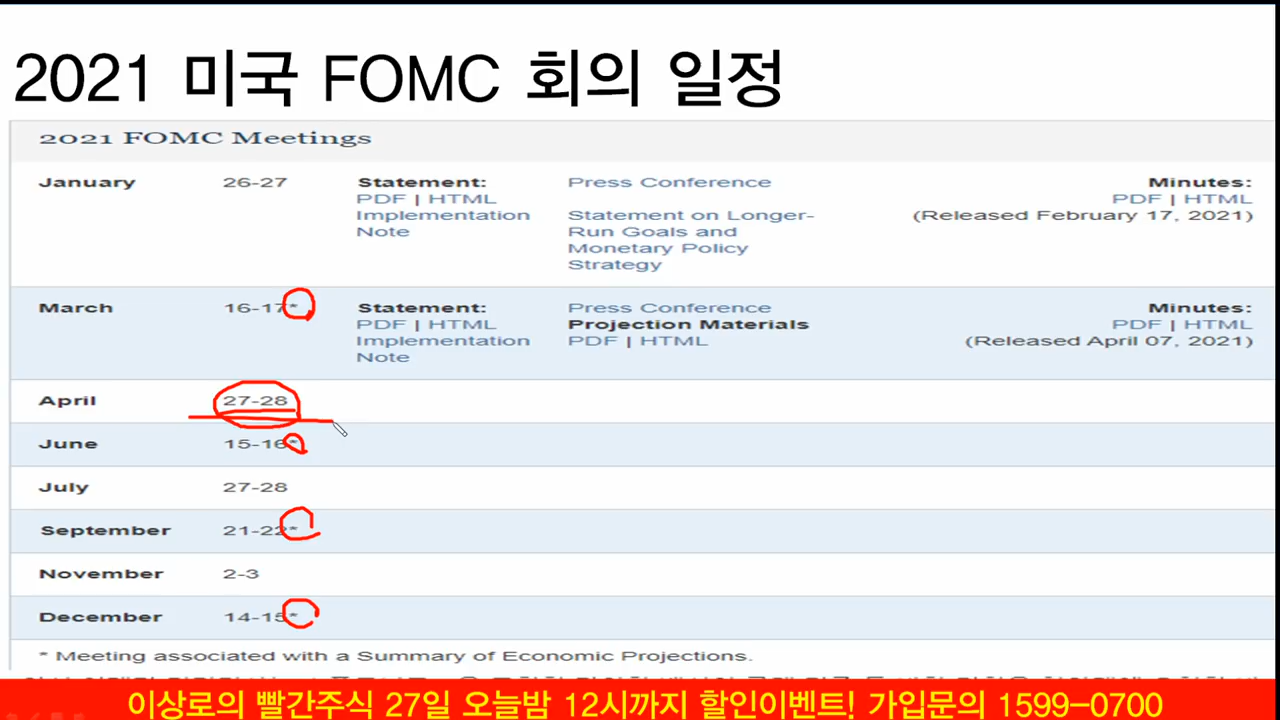 2021 미국 FOMC 회의 일정
2021 FOMC Meetings
January 26-27 Statement: Press Conference Minutes:
PDF | HTML PDF | HTML
Implementation Statement on Longer- (Released February 17, 2021)
Note Run Goals and
Monetary Policy
Strategy
March 16-17* Statement: Press Conference Minutes:
PDF | HTML Projection Materials PDF | HTML
Implementation PDF | HTML (Released April 07, 2021)
Note
April 27-28
June 15-16*
July 27-28
September 21-22*
November 2-3
December 14-15*
* Meeting associated with a Summary of Economic Projections.
이상로의 빨간주식 27일 오늘밤 12시까지 할인이벤트! 가입문의 1599-0700